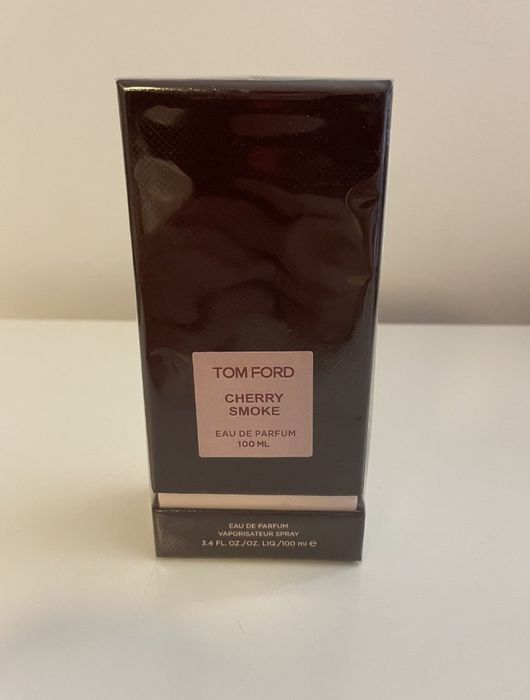 TOM FORD
CHERRY
SMOKE
EAU DE PARFUM
100 ML
EAU DE PARFUM
VAPORISATEUR SPRAY
3.4 FL. OZ./OZ. LIQ./100 ml ℮